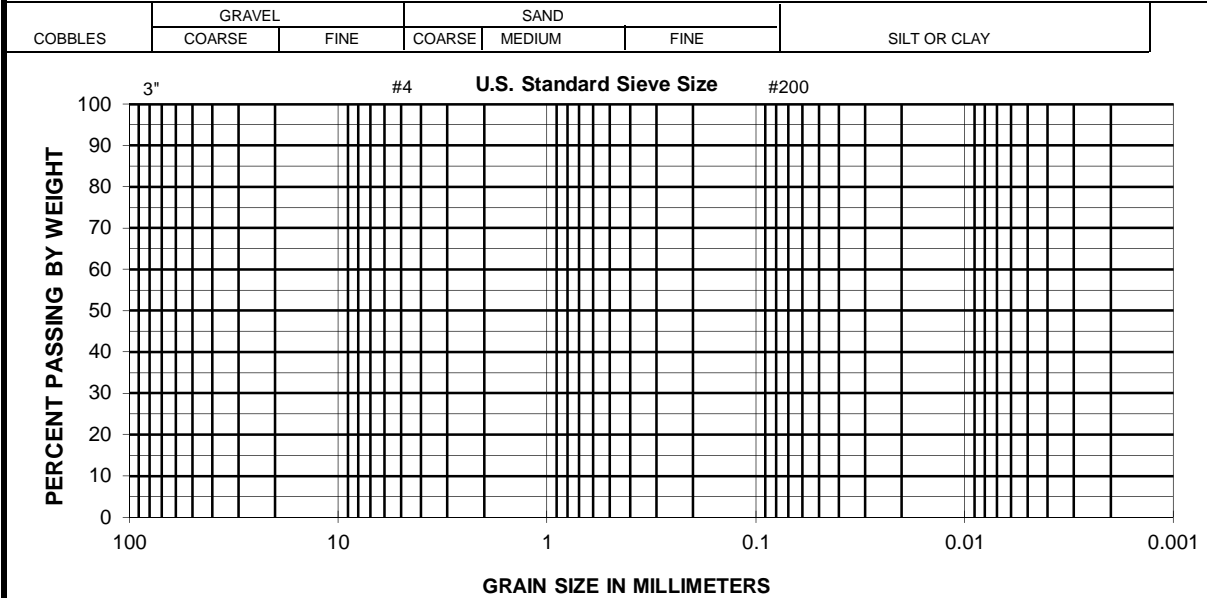 GRAVEL SAND
COBBLES COARSE FINE COARSE MEDIUM FINE SILT OR CLAY
3" #4 U.S. Standard Sieve Size #200
PERCENT PASSING BY WEIGHT
100
90
80
70
60
50
40
30
20
10
0
100 10 1 0.1 0.01 0.001
GRAIN SIZE IN MILLIMETERS